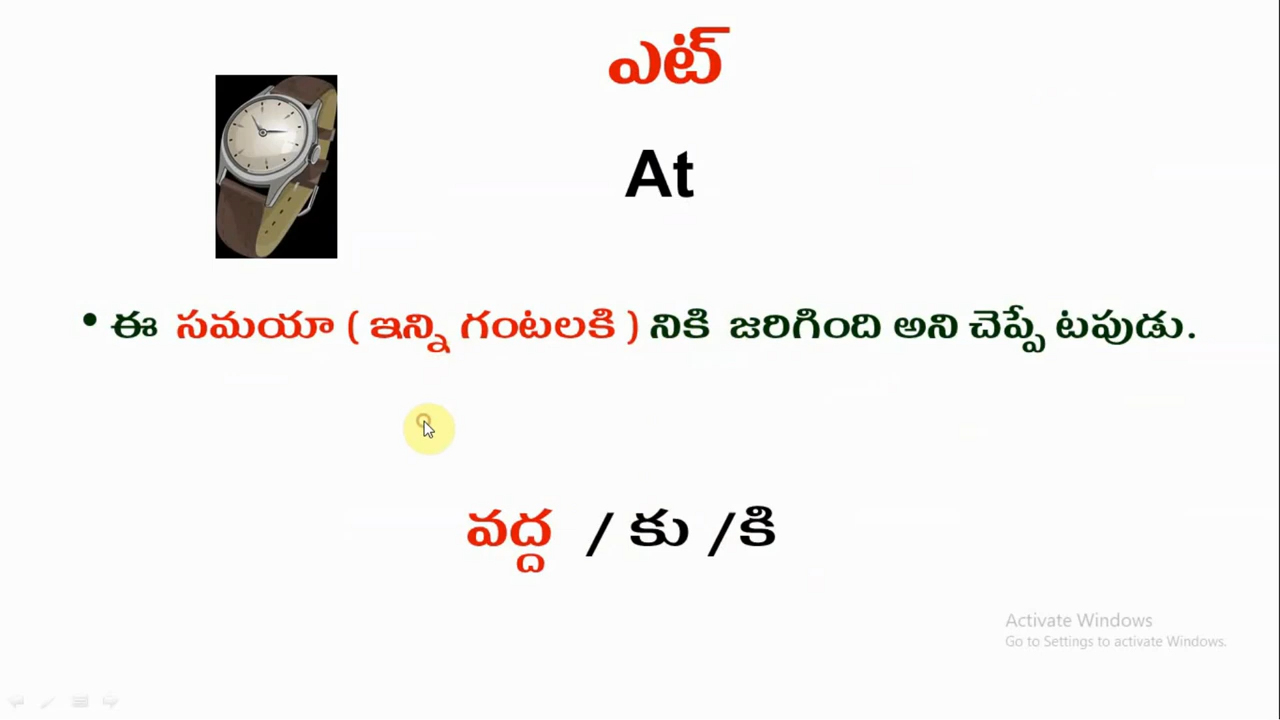 ఎట్
At
• ఈ సమయా ( ఇన్ని గంటలకి ) నికి జరిగింది అని చెప్పే టపుడు.
వద్ద / కు /కి
Activate Windows
Go to Settings to activate Windows.